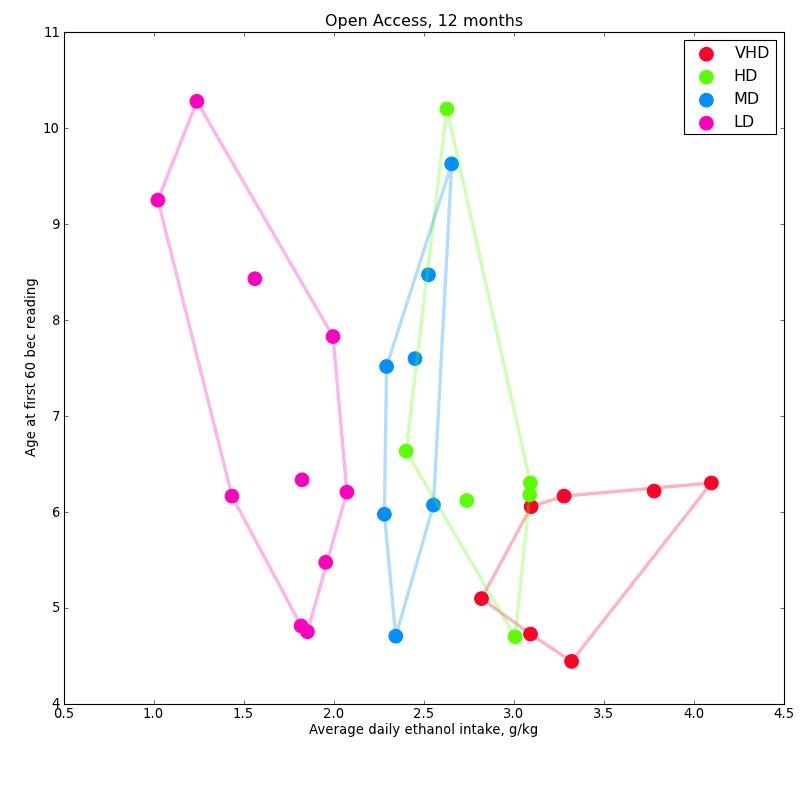 Open Access, 12 months
VHD
HD
MD
LD
Age at first 60 bec reading
11
10
9
8
7
6
5
4
0.5 1.0 1.5 2.0 2.5 3.0 3.5 4.0 4.5
Average daily ethanol intake, g/kg